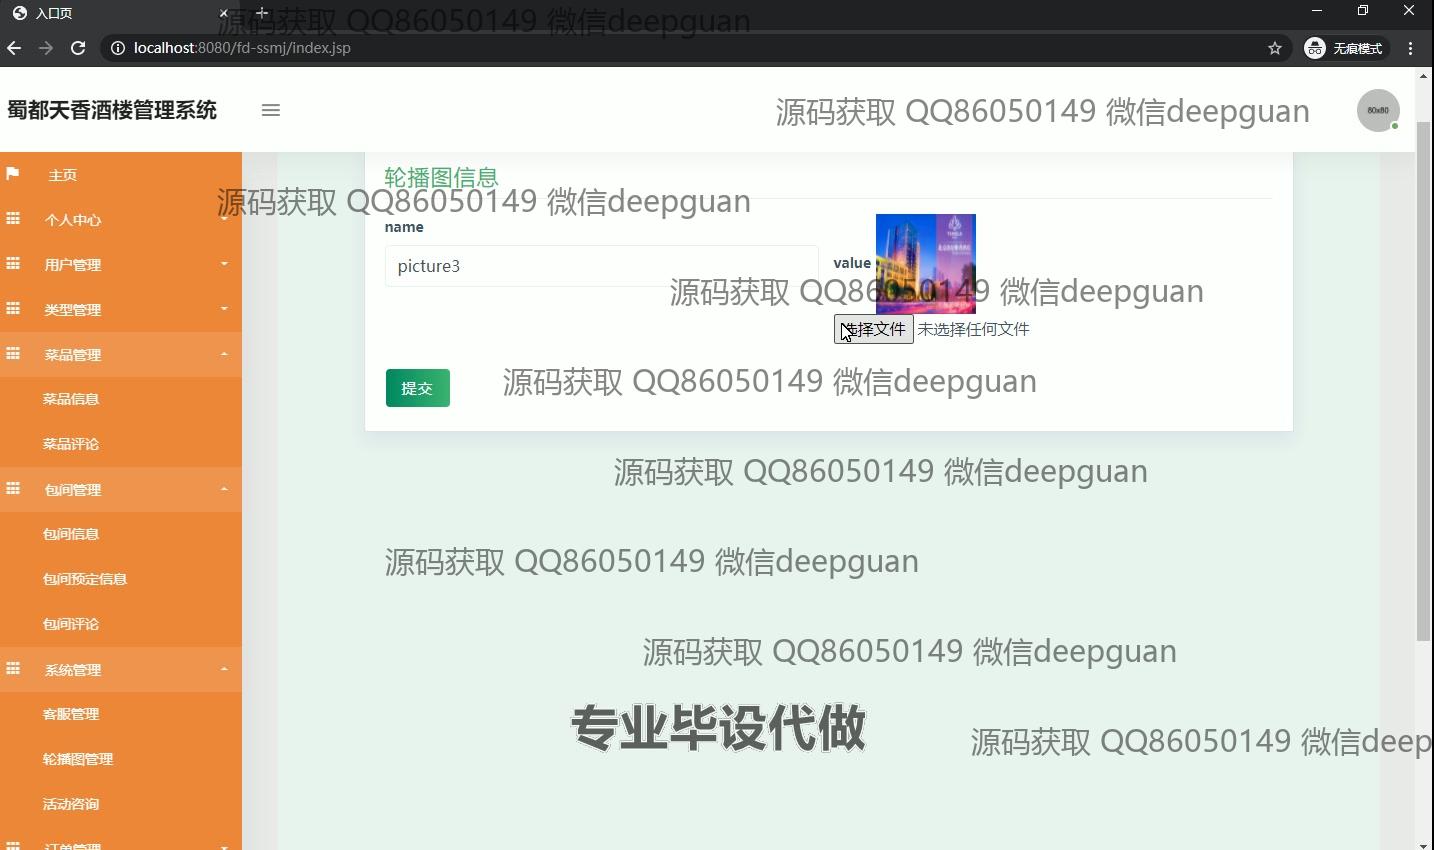 入口页
源码获取 QQ86050149 微信deepguan
localhost:8080/fd-ssmj/index.jsp
无痕模式
蜀都天香酒楼管理系统
源码获取 QQ86050149 微信deepguan
80x80
主页
轮播图信息
源码获取 QQ86050149 微信deepguan
个人中心
name
picture3
value
用户管理
源码获取 QQ86050149 微信deepguan
类型管理
选择文件 未选择任何文件
菜品管理
提交
源码获取 QQ86050149 微信deepguan
菜品信息
菜品评论
源码获取 QQ86050149 微信deepguan
包间管理
包间信息
源码获取 QQ86050149 微信deepguan
包间预定信息
包间评论
源码获取 QQ86050149 微信deepguan
系统管理
客服管理
专业毕设代做
源码获取 QQ86050149 微信deep
轮播图管理
活动咨询
订单管理